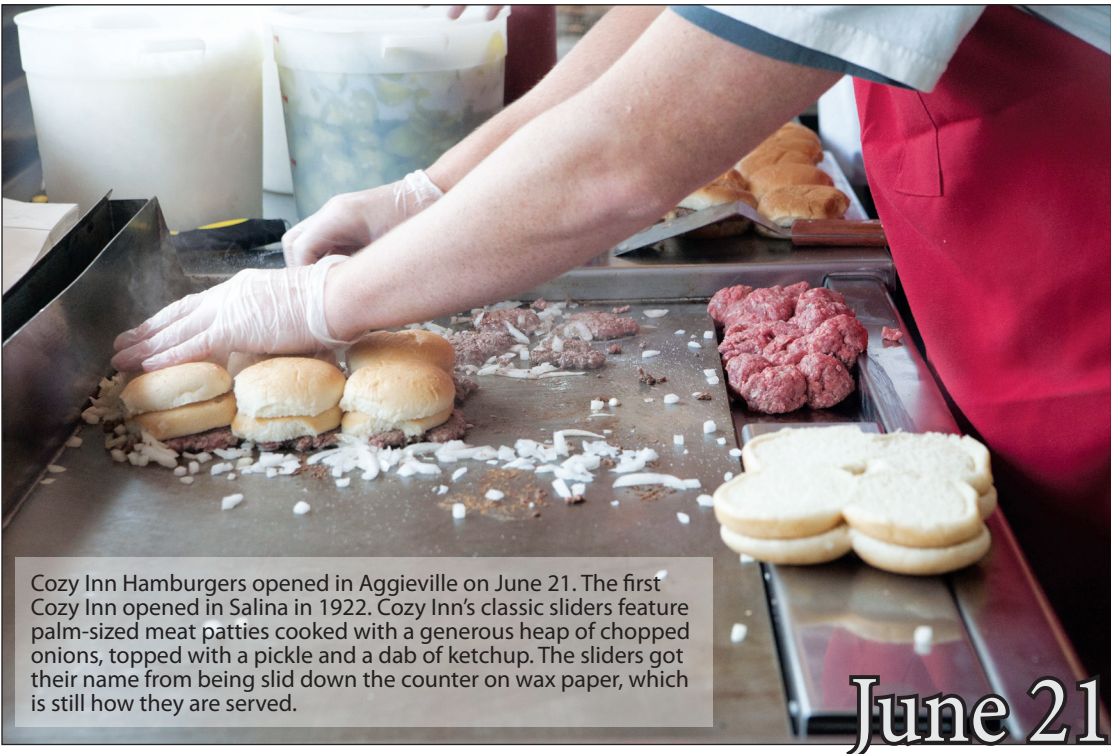 Cozy Inn Hamburgers opened in Aggieville on June 21. The first
Cozy Inn opened in Salina in 1922. Cozy Inn’s classic sliders feature
palm-sized meat patties cooked with a generous heap of chopped
onions, topped with a pickle and a dab of ketchup. The sliders got
their name from being slid down the counter on wax paper, which
is still how they are served.
June 21